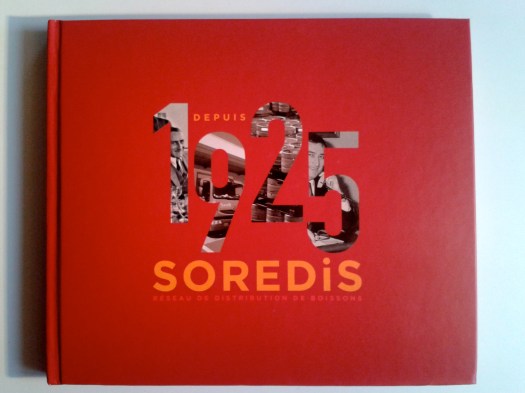 DEPUIS
1925
SOREDiS
RÉSEAU DE DISTRIBUTION DE BOISSONS